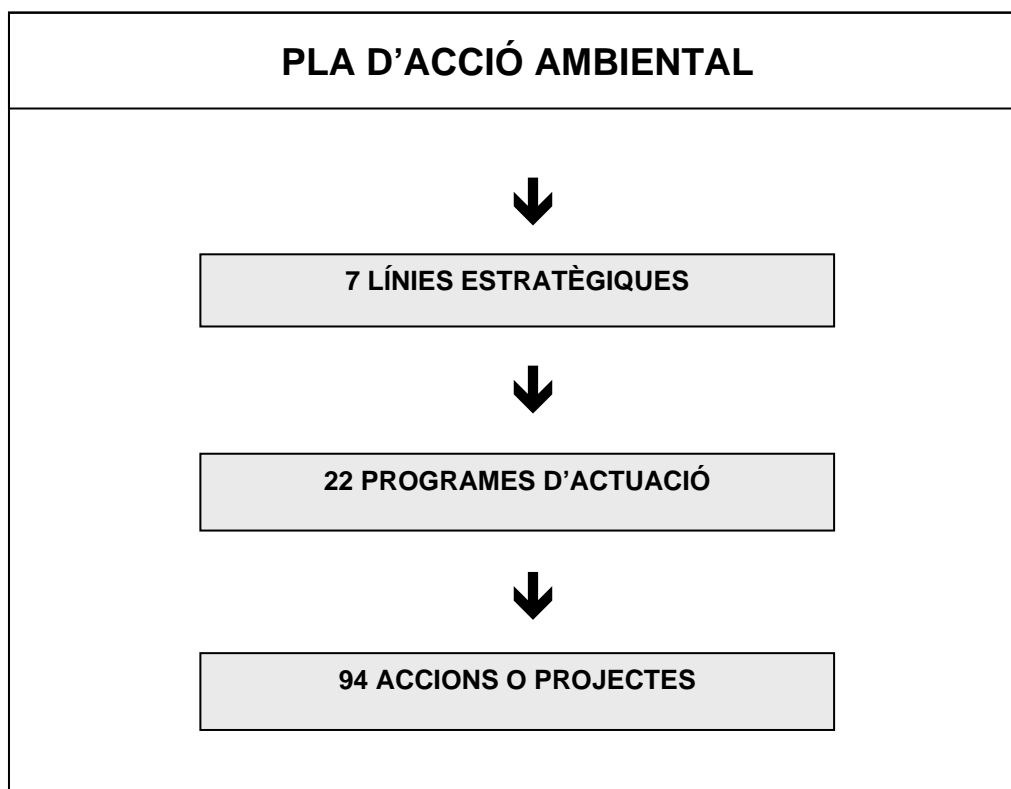 PLA D’ACCIÓ AMBIENTAL
7 LÍNIES ESTRATÈGIQUES
22 PROGRAMES D’ACTUACIÓ
94 ACCIONS O PROJECTES